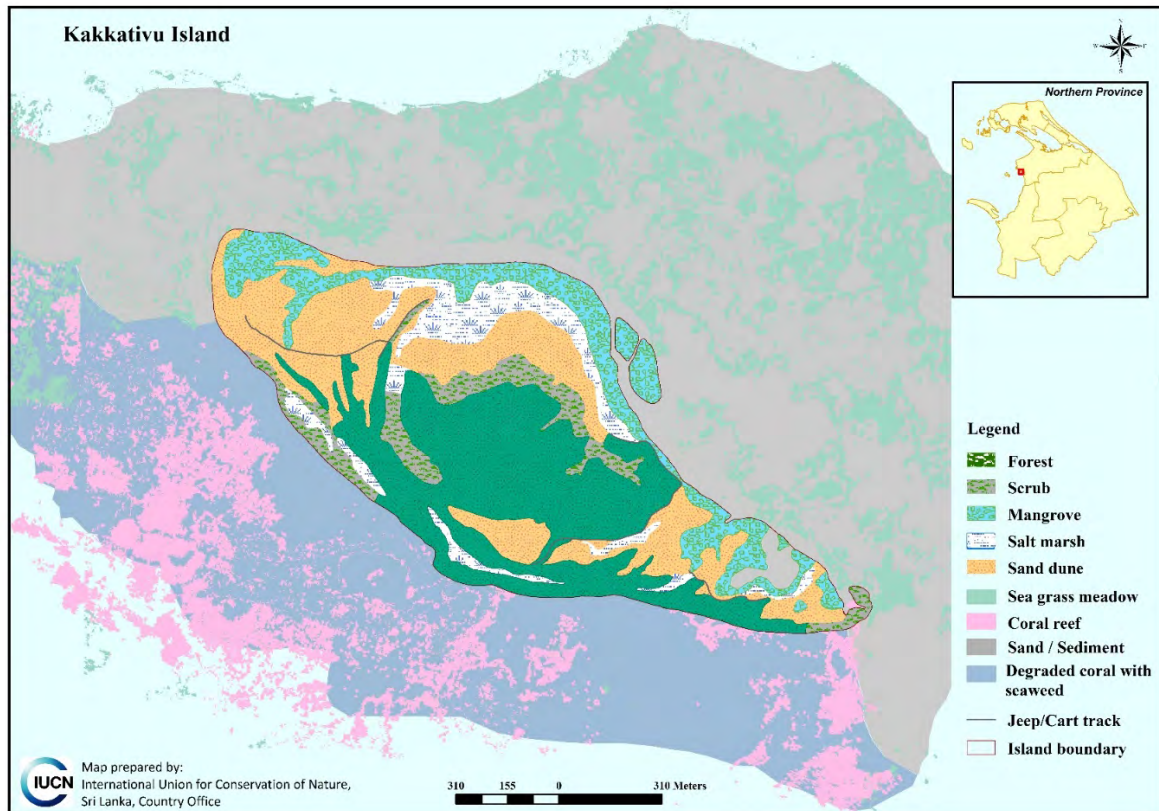 Kakkativu Island
Northern Province
Legend
Forest
Scrub
Mangrove
Salt marsh
Sand dune
Sea grass meadow
Coral reef
Sand / Sediment
Degraded coral with
seaweed
Jeep/Cart track
Island boundary
IUCN
Map prepared by:
International Union for Conservation of Nature,
Sri Lanka, Country Office
310 155 0 310 Meters